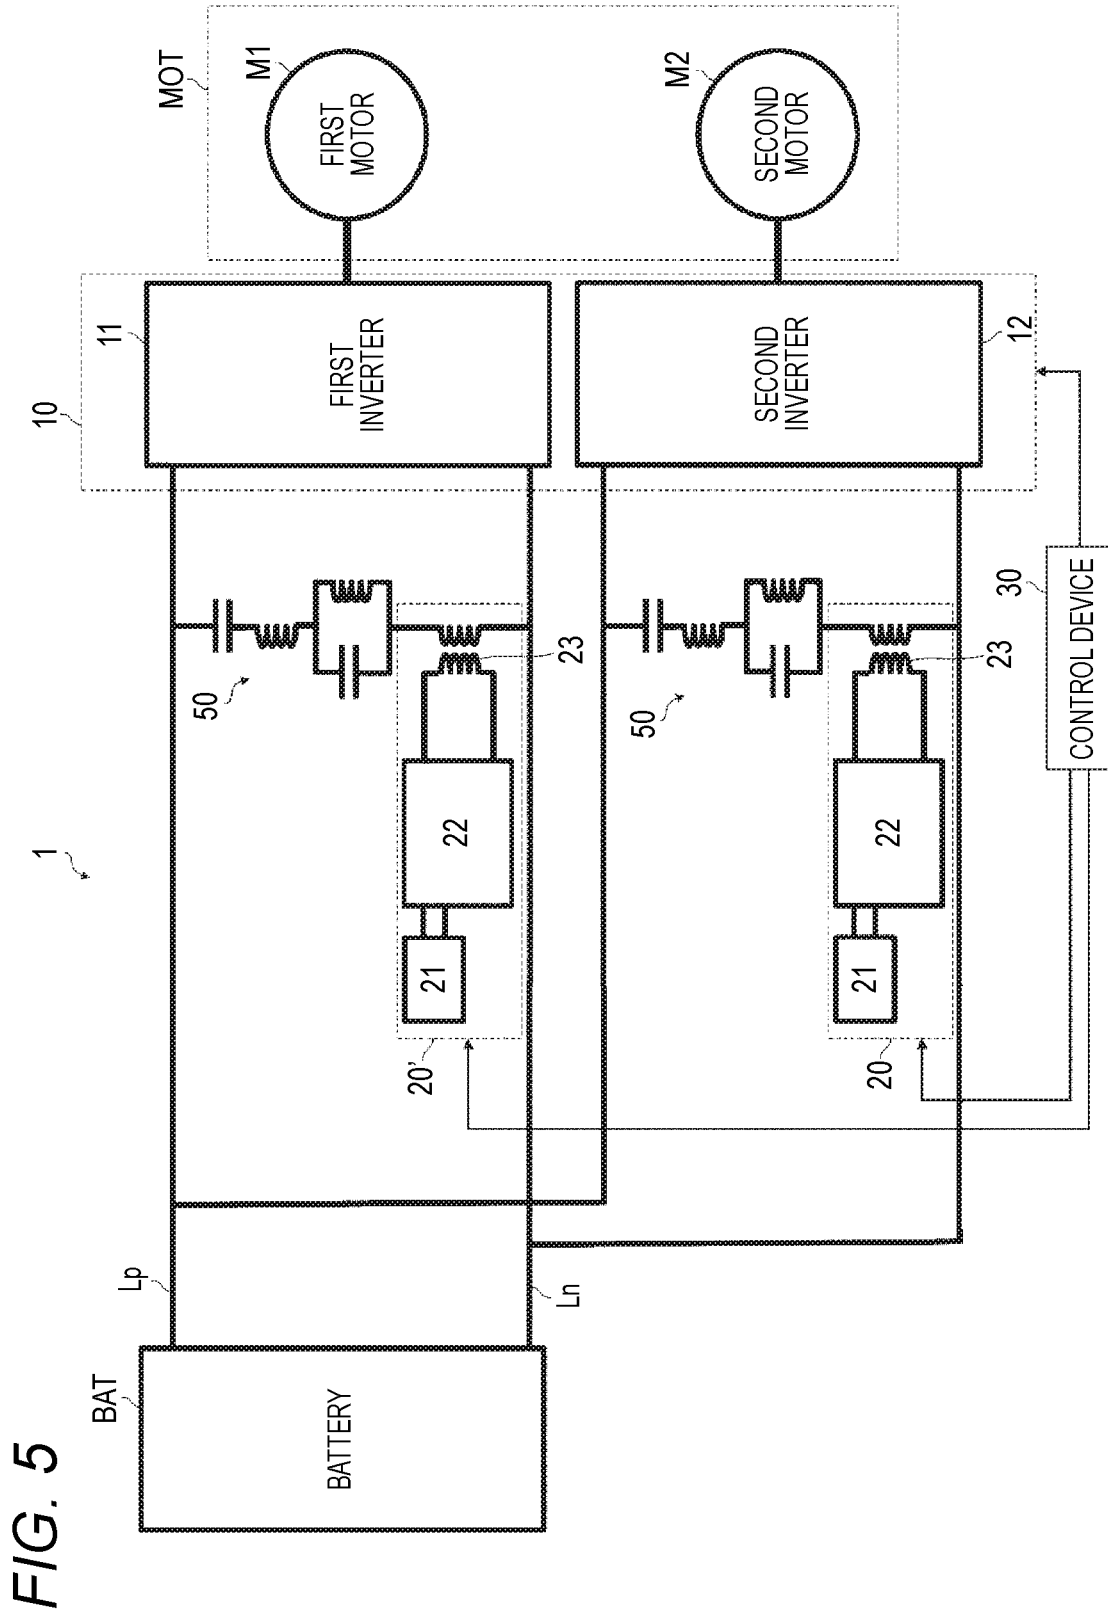 FIG. 5
1
10
11
FIRST
INVERTER
MOT
M1
FIRST
MOTOR
M2
SECOND
MOTOR
12
SECOND
INVERTER
BAT
BATTERY
Lp
Ln
50
20'
21
22
23
50
20
21
22
23
30
CONTROL DEVICE